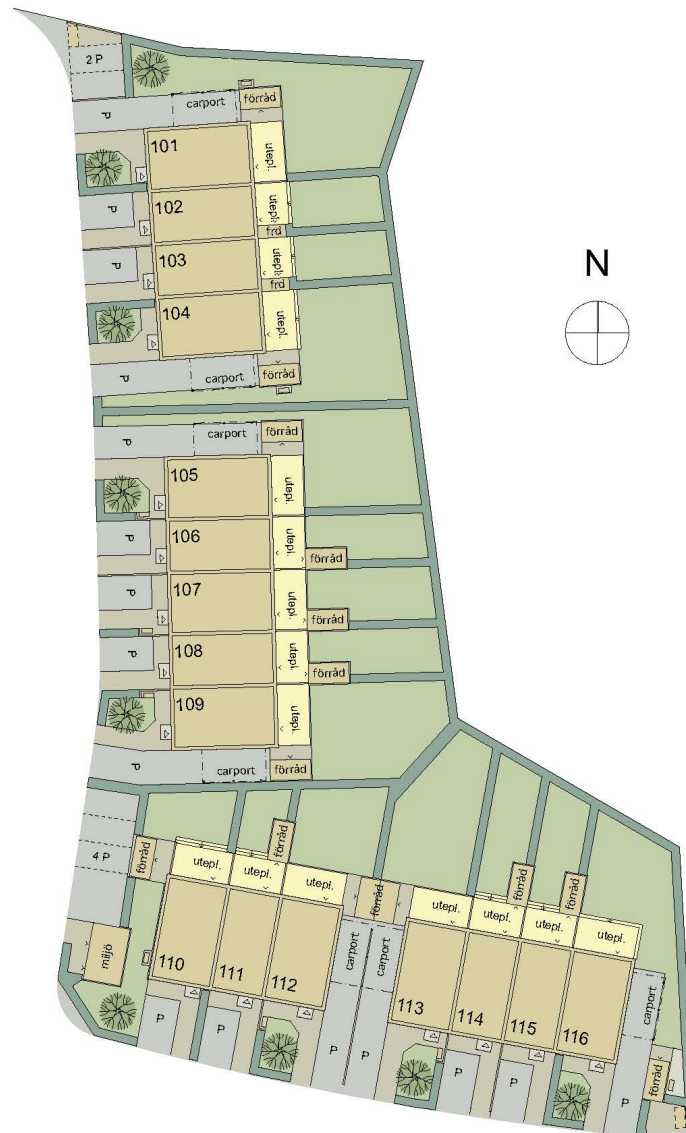 2 P
carport
förråd
P
101
utepl.
102
P
utepl.
frd
103
P
utepl.
frd
104
utepl.
P
carport
förråd
N
P
carport
förråd
105
utepl.
106
P
utepl.
förråd
107
P
utepl.
förråd
108
P
utepl.
förråd
109
utepl.
P
carport
förråd
4 P
förråd
utepl.
utepl.
förråd
utepl.
förråd
utepl.
utepl.
förråd
utepl.
förråd
utepl.
miljö
110
111
112
carport
carport
113
114
115
116
carport
P
P
P
P
P
P
P
förråd